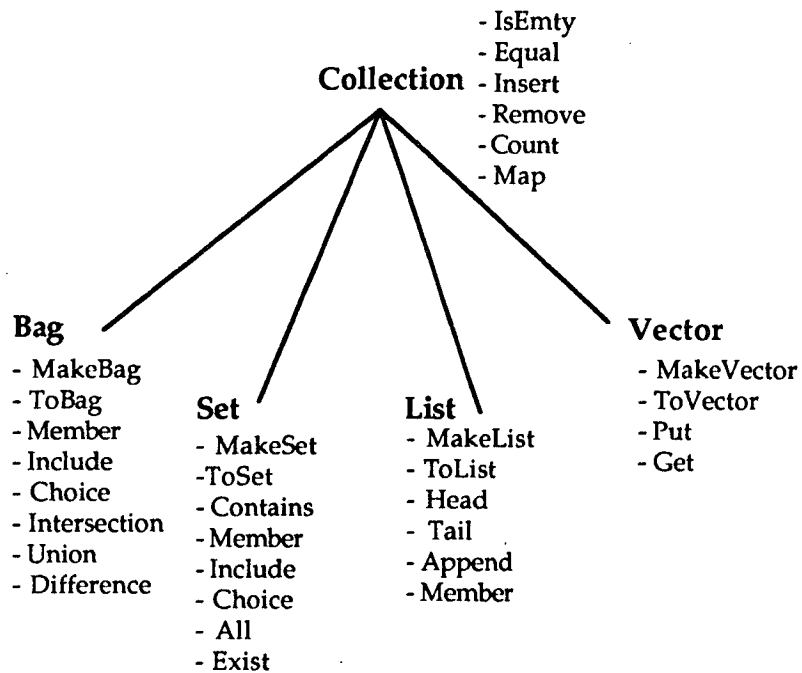 Collection
- IsEmty
- Equal
- Insert
- Remove
- Count
- Map
Bag
- MakeBag
- ToBag
- Member
- Include
- Choice
- Intersection
- Union
- Difference
Set
- MakeSet
-ToSet
- Contains
- Member
- Include
- Choice
- All
- Exist
List
- MakeList
- ToList
- Head
- Tail
- Append
- Member
Vector
- MakeVector
- ToVector
- Put
- Get